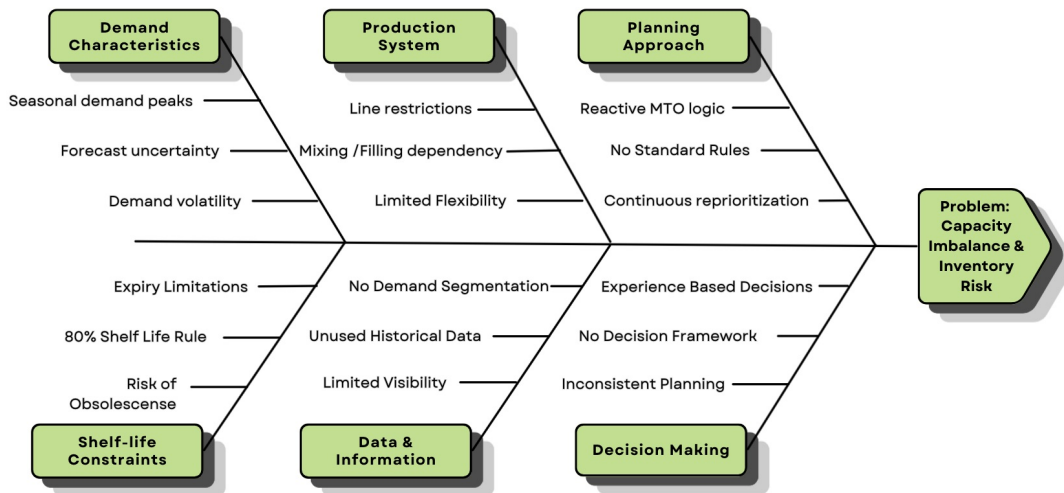 Demand
Characteristics
Production
System
Planning
Approach
Seasonal demand peaks
Forecast uncertainty
Demand volatility
Line restrictions
Mixing /Filling dependency
Limited Flexibility
Reactive MTO logic
No Standard Rules
Continuous reprioritization
Problem:
Capacity
Imbalance &
Inventory
Risk
Expiry Limitations
80% Shelf Life Rule
Risk of
Obsolescense
No Demand Segmentation
Unused Historical Data
Limited Visibility
Experience Based Decisions
No Decision Framework
Inconsistent Planning
Shelf-life
Constraints
Data &
Information
Decision Making